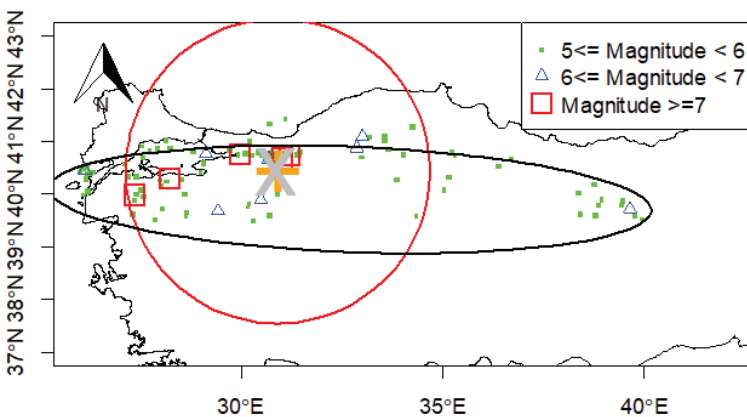 5<= Magnitude < 6
6<= Magnitude < 7
Magnitude >=7
N
X
43°N
42°N
41°N
40°N
39°N
38°N
37°N
30°E
35°E
40°E